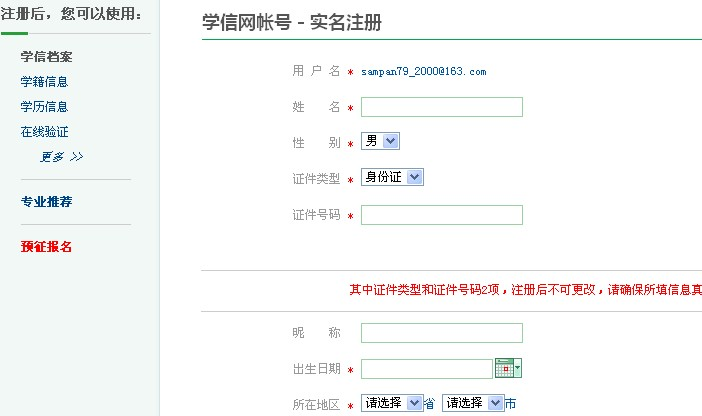 注册后，您可以使用：
学信档案
学籍信息
学历信息
在线验证
更多 >>
专业推荐
预征报名
学信网帐号 - 实名注册
用 户 名 * sampan79_2000@163.com
姓 名 *
性 别 * 男
证件类型 * 身份证
证件号码 *
其中证件类型和证件号码2项，注册后不可更改，请确保所填信息真
昵 称
出生日期 *
所在地区 * 请选择 省 请选择 市